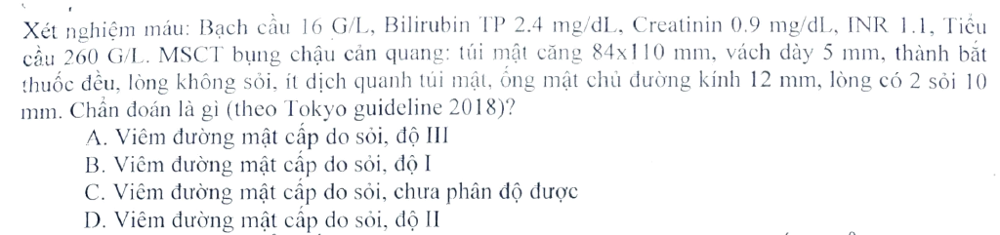 Xét nghiệm máu: Bạch cầu 16 G/L, Bilirubin TP 2.4 mg/dL, Creatinin 0.9 mg/dL, INR 1.1, Tiểu
cầu 260 G/L. MSCT bụng chậu cản quang: túi mật căng 84x110 mm, vách dày 5 mm, thành bắt
thuốc đều, lòng không sỏi, ít dịch quanh túi mật, ống mật chủ đường kính 12 mm, lòng có 2 sỏi 10
mm. Chẩn đoán là gì (theo Tokyo guideline 2018)?
A. Viêm đường mật cấp do sỏi, độ III
B. Viêm đường mật cấp do sỏi, độ I
C. Viêm đường mật cấp do sỏi, chưa phân độ được
D. Viêm đường mật cấp do sỏi, độ II